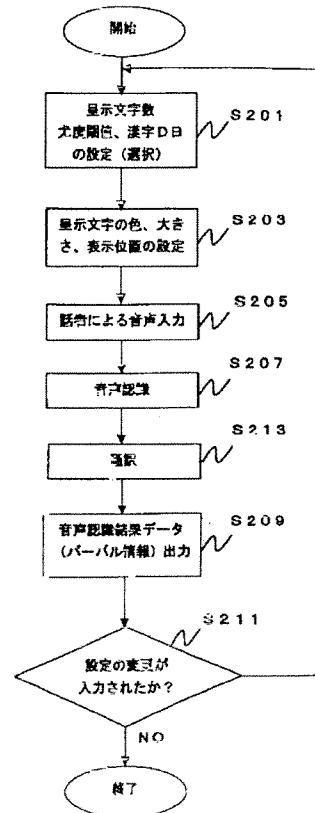 開始
呈示文字数
尤度閾値、漢字DB
の設定（選択）
S201
呈示文字の色、大き
さ、表示位置の設定
S203
話者による音声入力
S205
音声認識
S207
通訳
S213
音声認識結果データ
（バーバル情報）出力
S209
設定の変更が
入力されたか？
S211
NO
終了